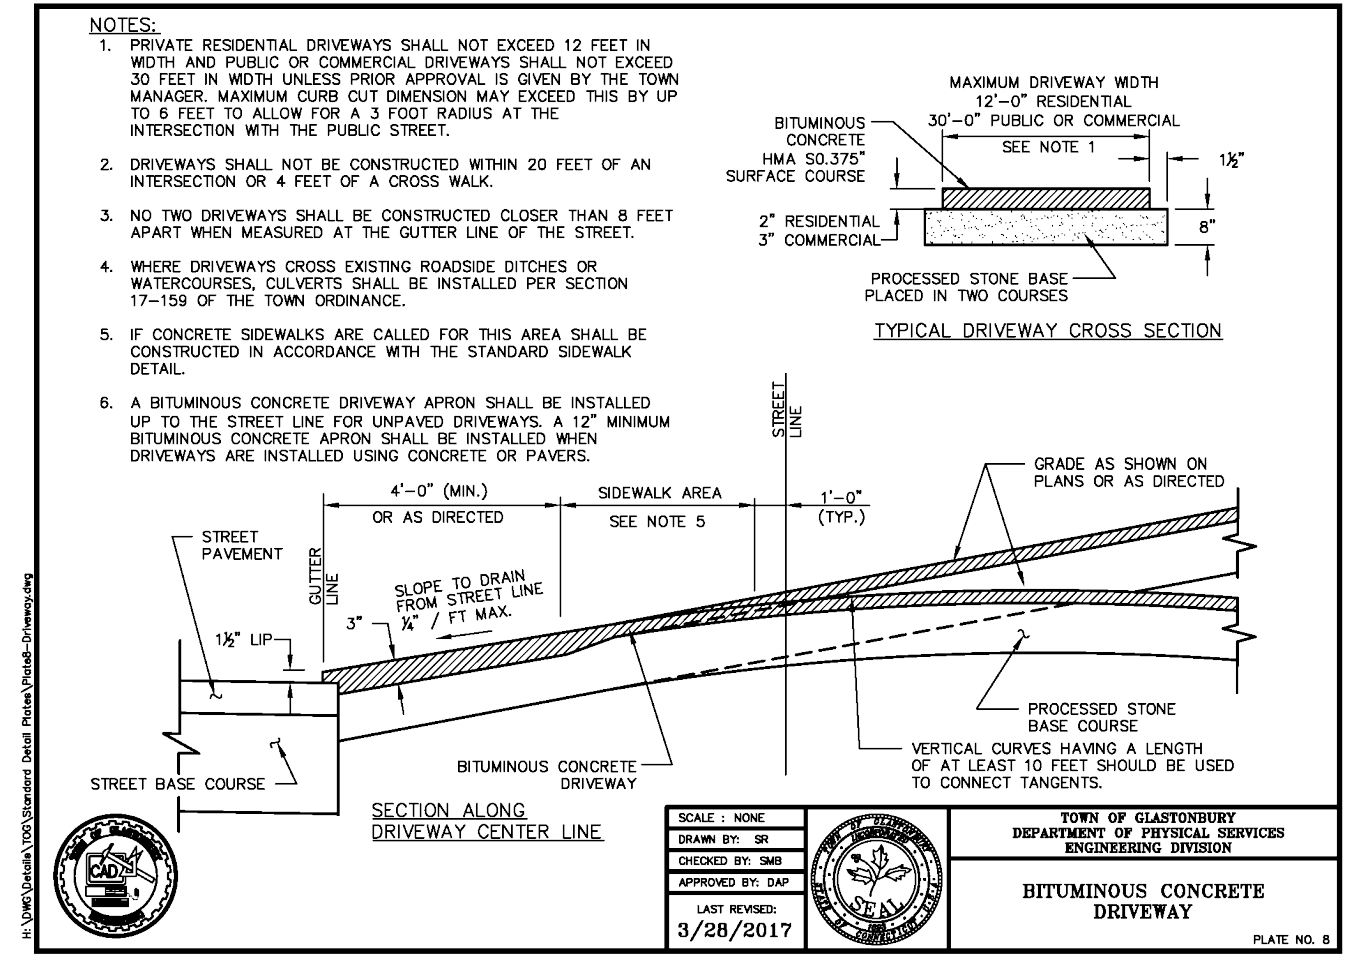 NOTES:
1. PRIVATE RESIDENTIAL DRIVEWAYS SHALL NOT EXCEED 12 FEET IN
WIDTH AND PUBLIC OR COMMERCIAL DRIVEWAYS SHALL NOT EXCEED
30 FEET IN WIDTH UNLESS PRIOR APPROVAL IS GIVEN BY THE TOWN
MANAGER. MAXIMUM CURB CUT DIMENSION MAY EXCEED THIS BY UP
TO 6 FEET TO ALLOW FOR A 3 FOOT RADIUS AT THE
INTERSECTION WITH THE PUBLIC STREET.
2. DRIVEWAYS SHALL NOT BE CONSTRUCTED WITHIN 20 FEET OF AN
INTERSECTION OR 4 FEET OF A CROSS WALK.
3. NO TWO DRIVEWAYS SHALL BE CONSTRUCTED CLOSER THAN 8 FEET
APART WHEN MEASURED AT THE GUTTER LINE OF THE STREET.
4. WHERE DRIVEWAYS CROSS EXISTING ROADSIDE DITCHES OR
WATERCOURSES, CULVERTS SHALL BE INSTALLED PER SECTION
17-159 OF THE TOWN ORDINANCE.
5. IF CONCRETE SIDEWALKS ARE CALLED FOR THIS AREA SHALL BE
CONSTRUCTED IN ACCORDANCE WITH THE STANDARD SIDEWALK
DETAIL.
6. A BITUMINOUS CONCRETE DRIVEWAY APRON SHALL BE INSTALLED
UP TO THE STREET LINE FOR UNPAVED DRIVEWAYS. A 12" MINIMUM
BITUMINOUS CONCRETE APRON SHALL BE INSTALLED WHEN
DRIVEWAYS ARE INSTALLED USING CONCRETE OR PAVERS.
MAXIMUM DRIVEWAY WIDTH
12'-0" RESIDENTIAL
30'-0" PUBLIC OR COMMERCIAL
SEE NOTE 1
BITUMINOUS
CONCRETE
HMA S0.375"
SURFACE COURSE
1½"
2" RESIDENTIAL
3" COMMERCIAL
8"
PROCESSED STONE BASE
PLACED IN TWO COURSES
TYPICAL DRIVEWAY CROSS SECTION
STREET
LINE
4'-0" (MIN.)
OR AS DIRECTED
SIDEWALK AREA
SEE NOTE 5
1'-0"
(TYP.)
GRADE AS SHOWN ON
PLANS OR AS DIRECTED
STREET
PAVEMENT
GUTTER
LINE
SLOPE TO DRAIN
FROM STREET LINE
¼" / FT MAX.
3"
1½" LIP
STREET BASE COURSE
BITUMINOUS CONCRETE
DRIVEWAY
PROCESSED STONE
BASE COURSE
VERTICAL CURVES HAVING A LENGTH
OF AT LEAST 10 FEET SHOULD BE USED
TO CONNECT TANGENTS.
SECTION ALONG
DRIVEWAY CENTER LINE
H:\DWG\Details\TOG\Standard Detail Plates\Plate8-Driveway.dwg
TOWN OF GLASTONBURY
CAD
ENGINEERING
SCALE : NONE
DRAWN BY: SR
CHECKED BY: SMB
APPROVED BY: DAP
LAST REVISED:
3/28/2017
TOWN OF GLASTONBURY
INCORPORATED
SEAL
1693
STATE OF CONNECTICUT U.S.A.
TOWN OF GLASTONBURY
DEPARTMENT OF PHYSICAL SERVICES
ENGINEERING DIVISION
BITUMINOUS CONCRETE
DRIVEWAY
PLATE NO. 8